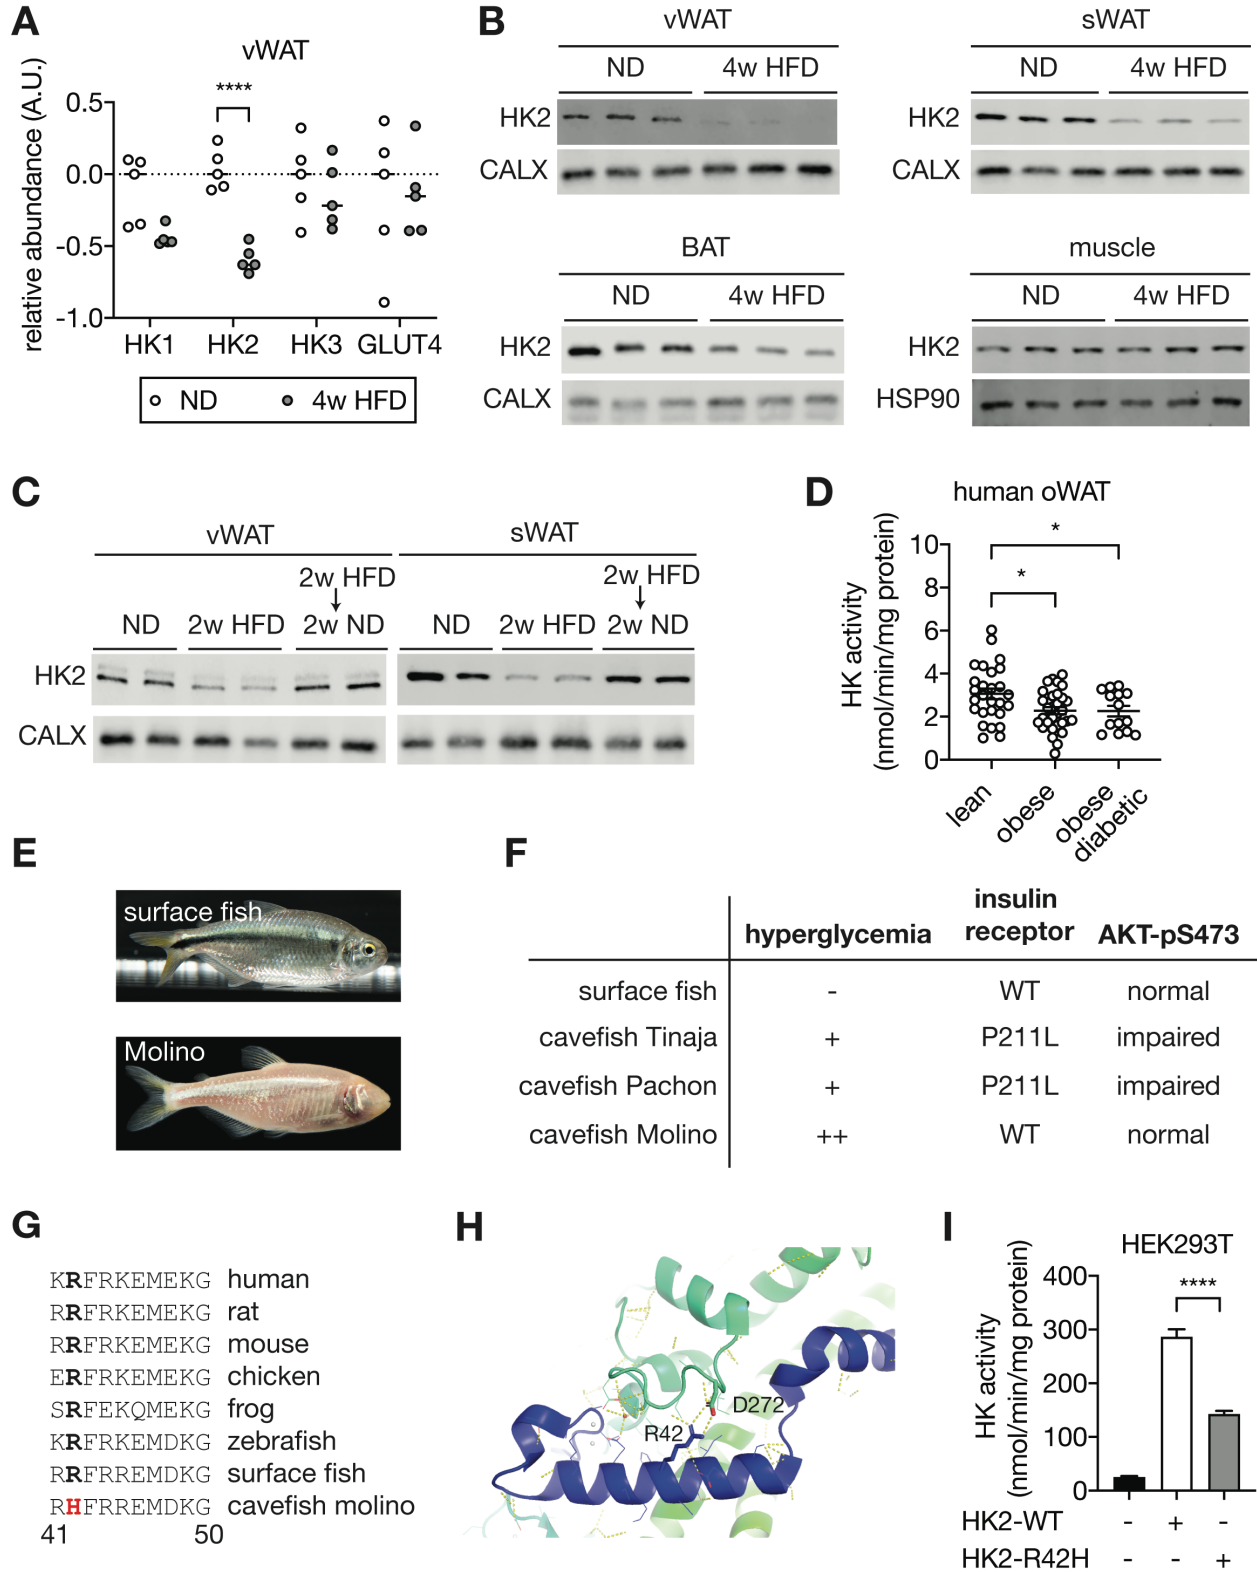 A
vWAT
relative abundance (A.U.)
****
0.5
0.0
-0.5
-1.0
HK1 HK2 HK3 GLUT4
ND 4w HFD
B
vWAT
ND 4w HFD
HK2
CALX
sWAT
ND 4w HFD
HK2
CALX
BAT
ND 4w HFD
HK2
CALX
muscle
ND 4w HFD
HK2
HSP90
C
vWAT sWAT
2w HFD 2w HFD
ND 2w HFD 2w ND ND 2w HFD 2w ND
HK2
CALX
D
human oWAT
HK activity
(nmol/min/mg protein)
*
*
10
8
6
4
2
0
lean
obese
obese
diabetic
E
surface fish
Molino
F
hyperglycemia insulin receptor AKT-pS473
surface fish - WT normal
cavefish Tinaja + P211L impaired
cavefish Pachon + P211L impaired
cavefish Molino ++ WT normal
G
KRFRKEMEKG human
RRFRKEMEKG rat
RRFRKEMEKG mouse
ERFRKEMEKG chicken
SRFEKQMEKG frog
KRFRKEMDKG zebrafish
RRFRREMDKG surface fish
RHFRREMDKG cavefish molino
41 50
H
D272
R42
I
HEK293T
HK activity
(nmol/min/mg protein)
****
400
300
200
100
0
HK2-WT - + -
HK2-R42H - - +